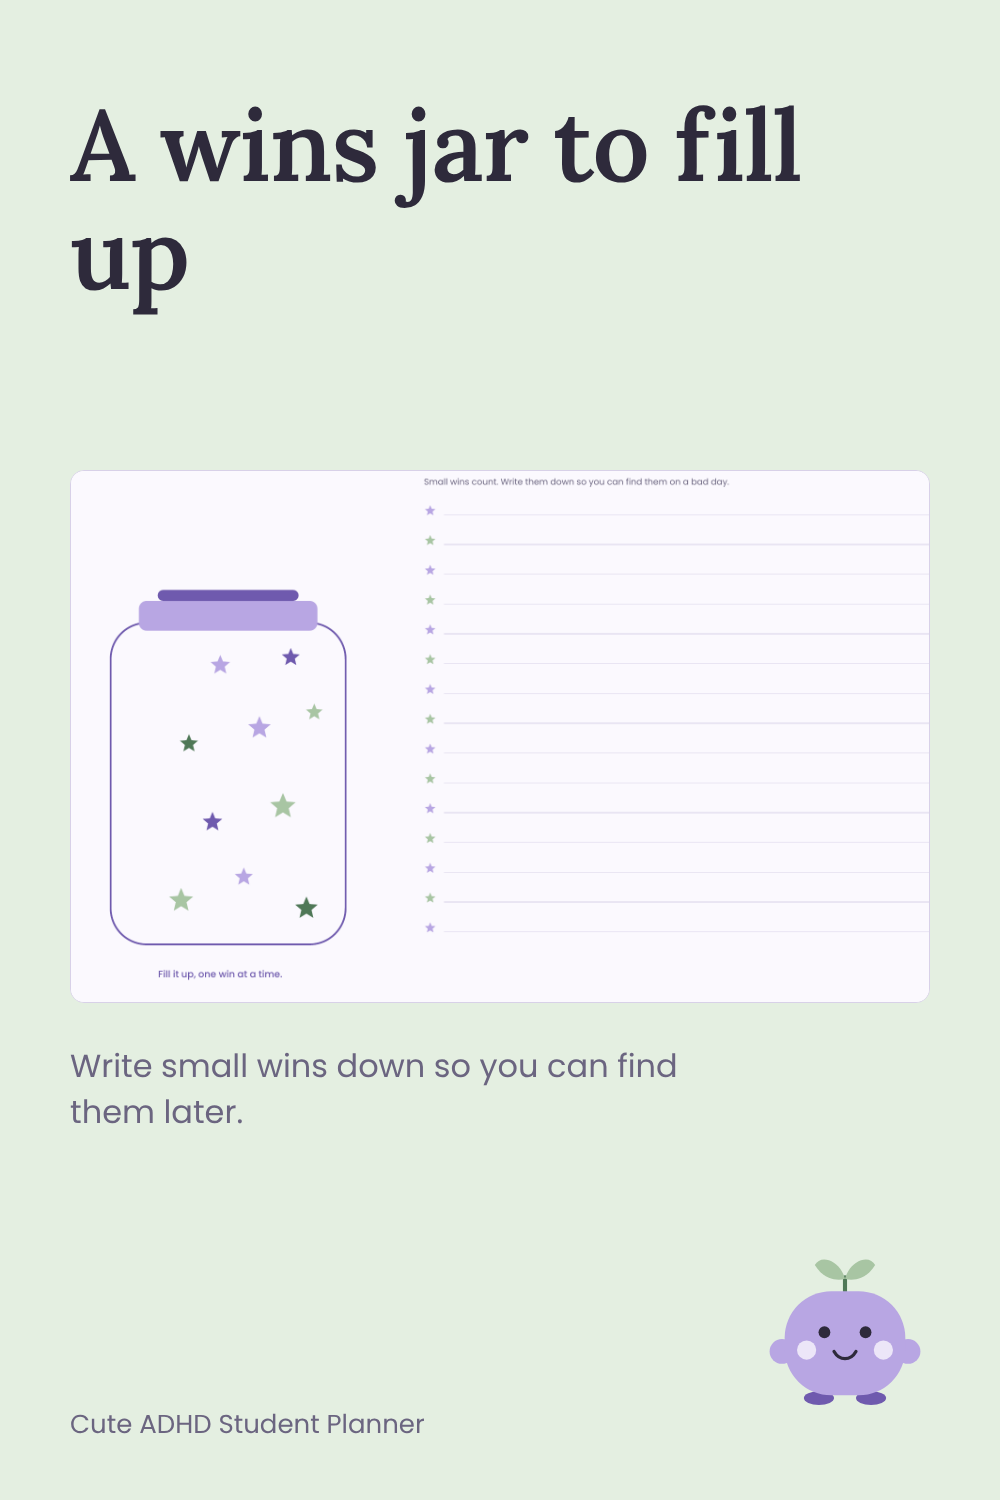 A wins jar to fill
up
Small wins count. Write them down so you can find them on a bad day.
Fill it up, one win at a time.
Write small wins down so you can find
them later.
Cute ADHD Student Planner